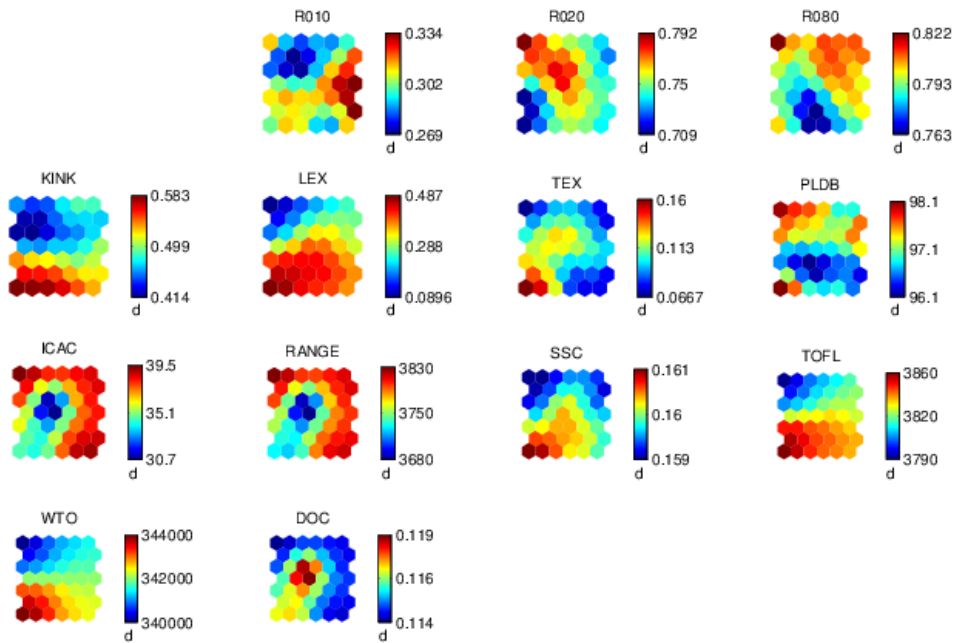 R010
R020
R080
0.334
0.302
0.269
d
0.792
0.75
0.709
d
0.822
0.793
0.763
d
KINK
LEX
TEX
PLDB
0.583
0.499
0.414
d
0.487
0.288
0.0896
d
0.16
0.113
0.0667
d
98.1
97.1
96.1
d
ICAC
RANGE
SSC
TOFL
39.5
35.1
30.7
d
3830
3750
3680
d
0.161
0.16
0.159
d
3860
3820
3790
d
WTO
DOC
344000
342000
340000
d
0.119
0.116
0.114
d